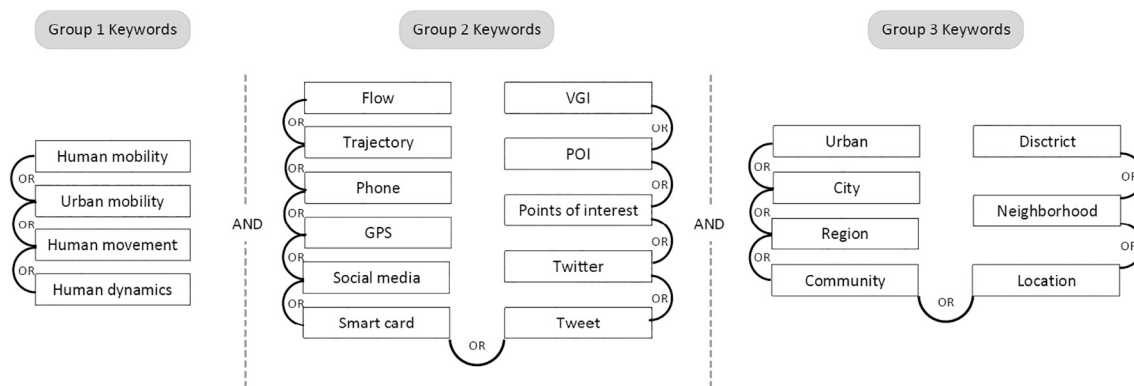 Group 1 Keywords
Human mobility
OR
Urban mobility
OR
Human movement
OR
Human dynamics
AND
Group 2 Keywords
Flow
OR
Trajectory
OR
Phone
OR
GPS
OR
Social media
OR
Smart card
OR
VGI
OR
POI
OR
Points of interest
OR
Twitter
OR
Tweet
AND
Group 3 Keywords
Urban
OR
City
OR
Region
OR
Community
OR
Disctrict
OR
Neighborhood
OR
Location